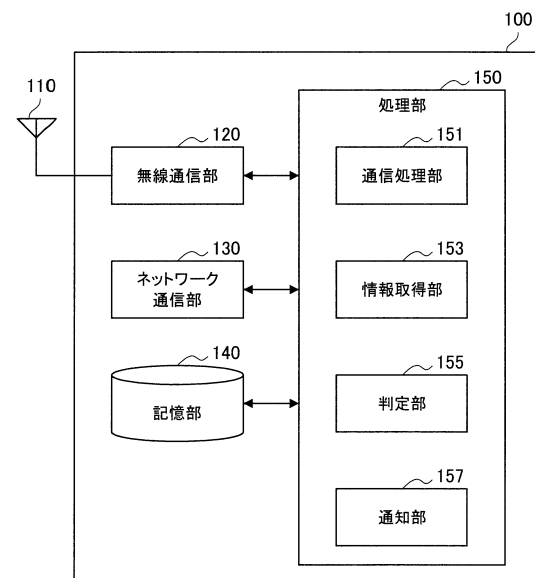 100
110
150
処理部
120
無線通信部
151
通信処理部
130
ネットワーク
通信部
153
情報取得部
140
記憶部
155
判定部
157
通知部